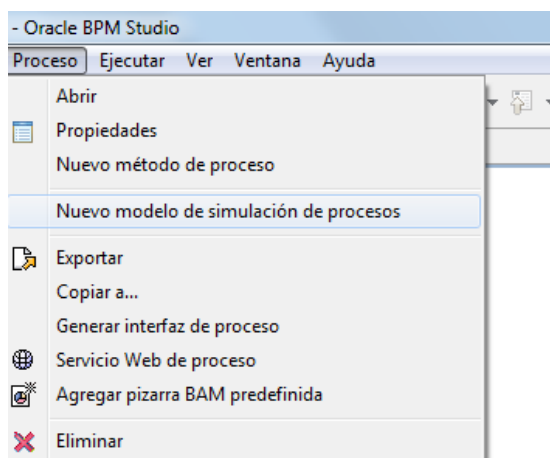 - Oracle BPM Studio
Proceso Ejecutar Ver Ventana Ayuda
Abrir
Propiedades
Nuevo método de proceso
Nuevo modelo de simulación de procesos
Exportar
Copiar a...
Generar interfaz de proceso
Servicio Web de proceso
Agregar pizarra BAM predefinida
Eliminar